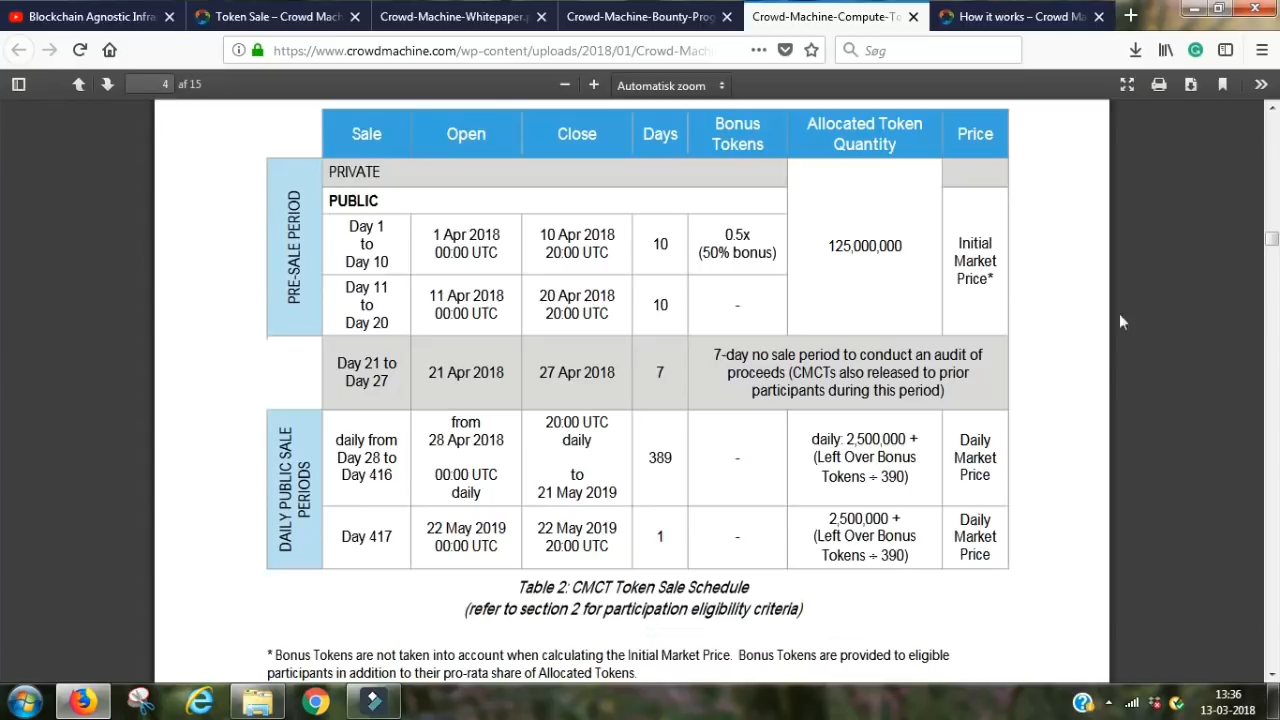 Blockchain Agnostic Infra
Token Sale – Crowd Mach
Crowd-Machine-Whitepaper.p
Crowd-Machine-Bounty-Prog
Crowd-Machine-Compute-To
How it works – Crowd Ma
https://www.crowdmachine.com/wp-content/uploads/2018/01/Crowd-Mach
Søg
4 af 15
Automatisk zoom
Sale Open Close Days Bonus Tokens Allocated Token Quantity Price
PRE-SALE PERIOD
PRIVATE
PUBLIC
Day 1
to
Day 10
1 Apr 2018
00:00 UTC
10 Apr 2018
20:00 UTC
10
0.5x
(50% bonus)
125,000,000
Initial
Market
Price*
Day 11
to
Day 20
11 Apr 2018
00:00 UTC
20 Apr 2018
20:00 UTC
10
-
Day 21 to
Day 27
21 Apr 2018
27 Apr 2018
7
7-day no sale period to conduct an audit of
proceeds (CMCTs also released to prior
participants during this period)
DAILY PUBLIC SALE
PERIODS
daily from
Day 28 to
Day 416
from
28 Apr 2018
00:00 UTC
daily
20:00 UTC
daily
to
21 May 2019
389
-
daily: 2,500,000 +
(Left Over Bonus
Tokens ÷ 390)
Daily
Market
Price
Day 417
22 May 2019
00:00 UTC
22 May 2019
20:00 UTC
1
-
2,500,000 +
(Left Over Bonus
Tokens ÷ 390)
Daily
Market
Price
Table 2: CMCT Token Sale Schedule
(refer to section 2 for participation eligibility criteria)
* Bonus Tokens are not taken into account when calculating the Initial Market Price. Bonus Tokens are provided to eligible
participants in addition to their pro-rata share of Allocated Tokens.
13:36
13-03-2018